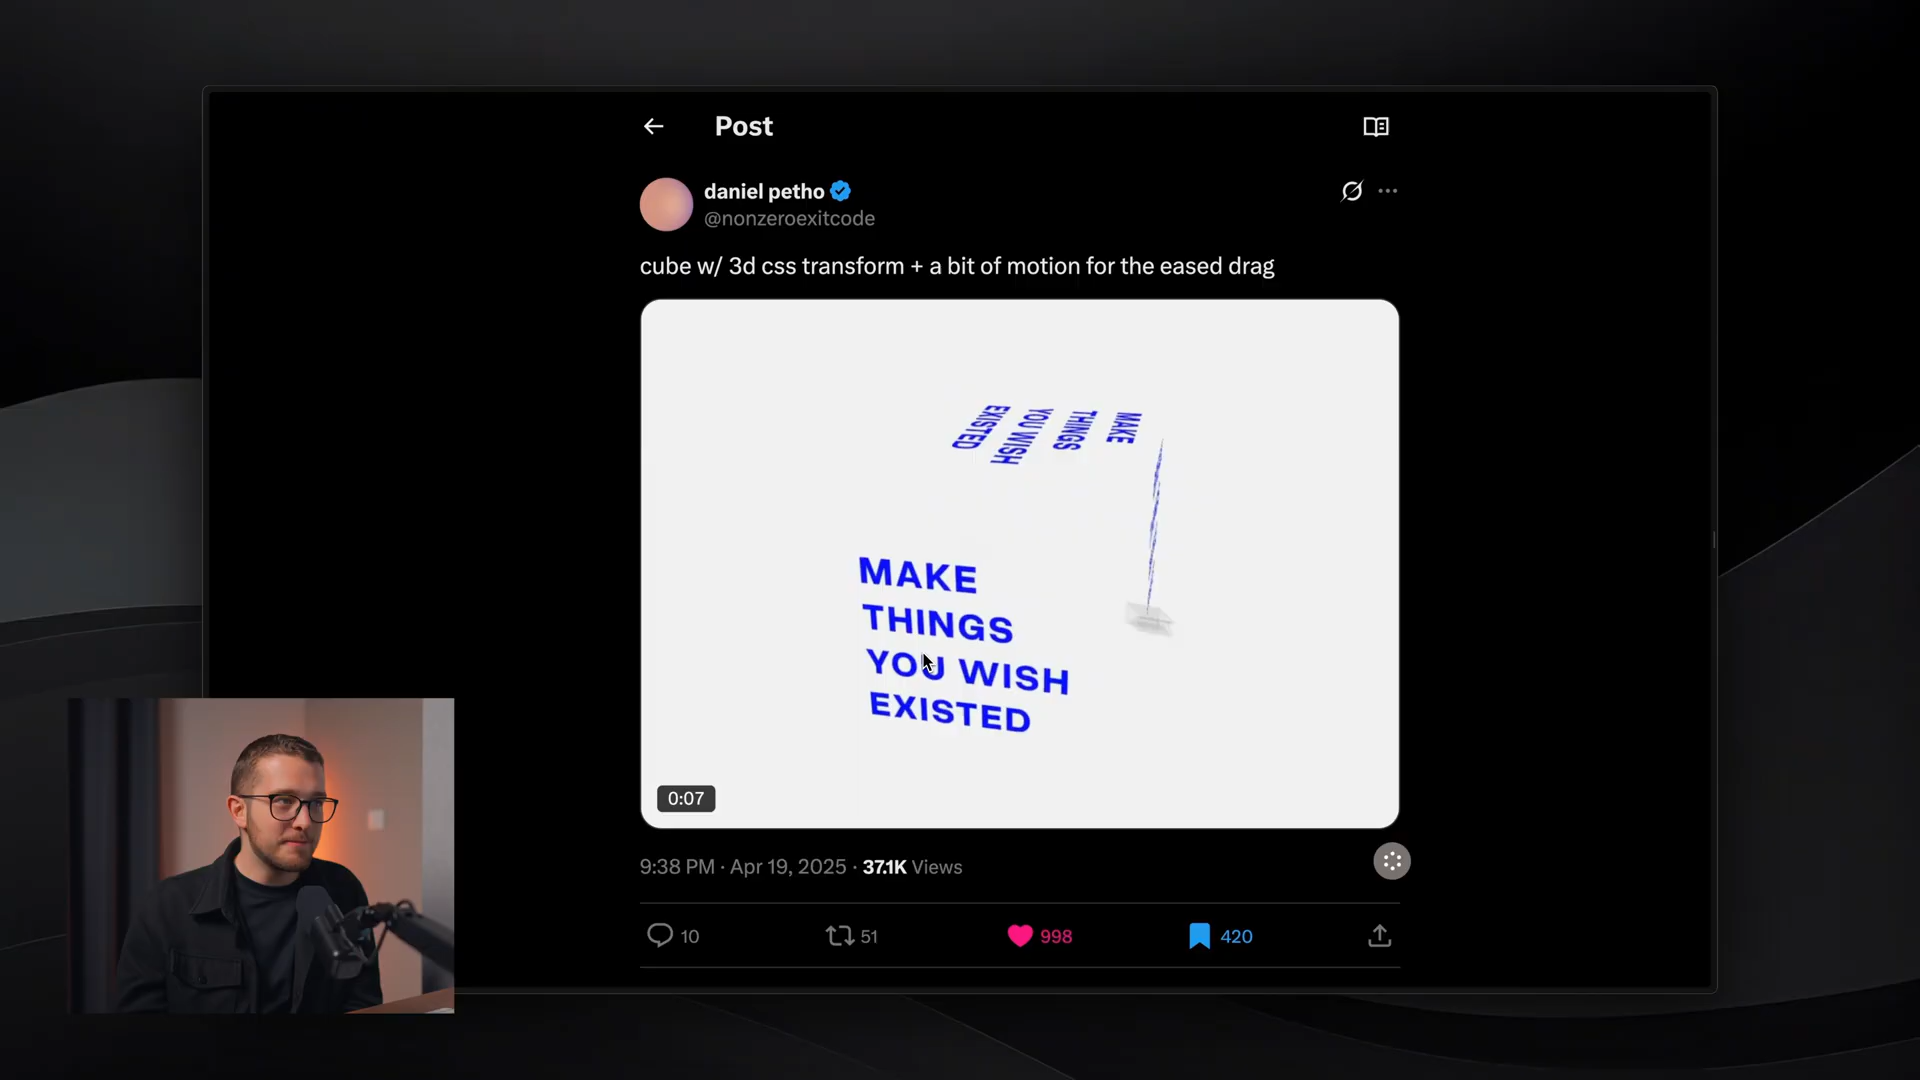 Post
daniel petho
@nonzeroexitcode
cube w/ 3d css transform + a bit of motion for the eased drag
MAKE
THINGS
YOU WISH
EXISTED
MAKE
THINGS
YOU WISH
EXISTED
0:07
9:38 PM · Apr 19, 2025 · 37.1K Views
10
51
998
420